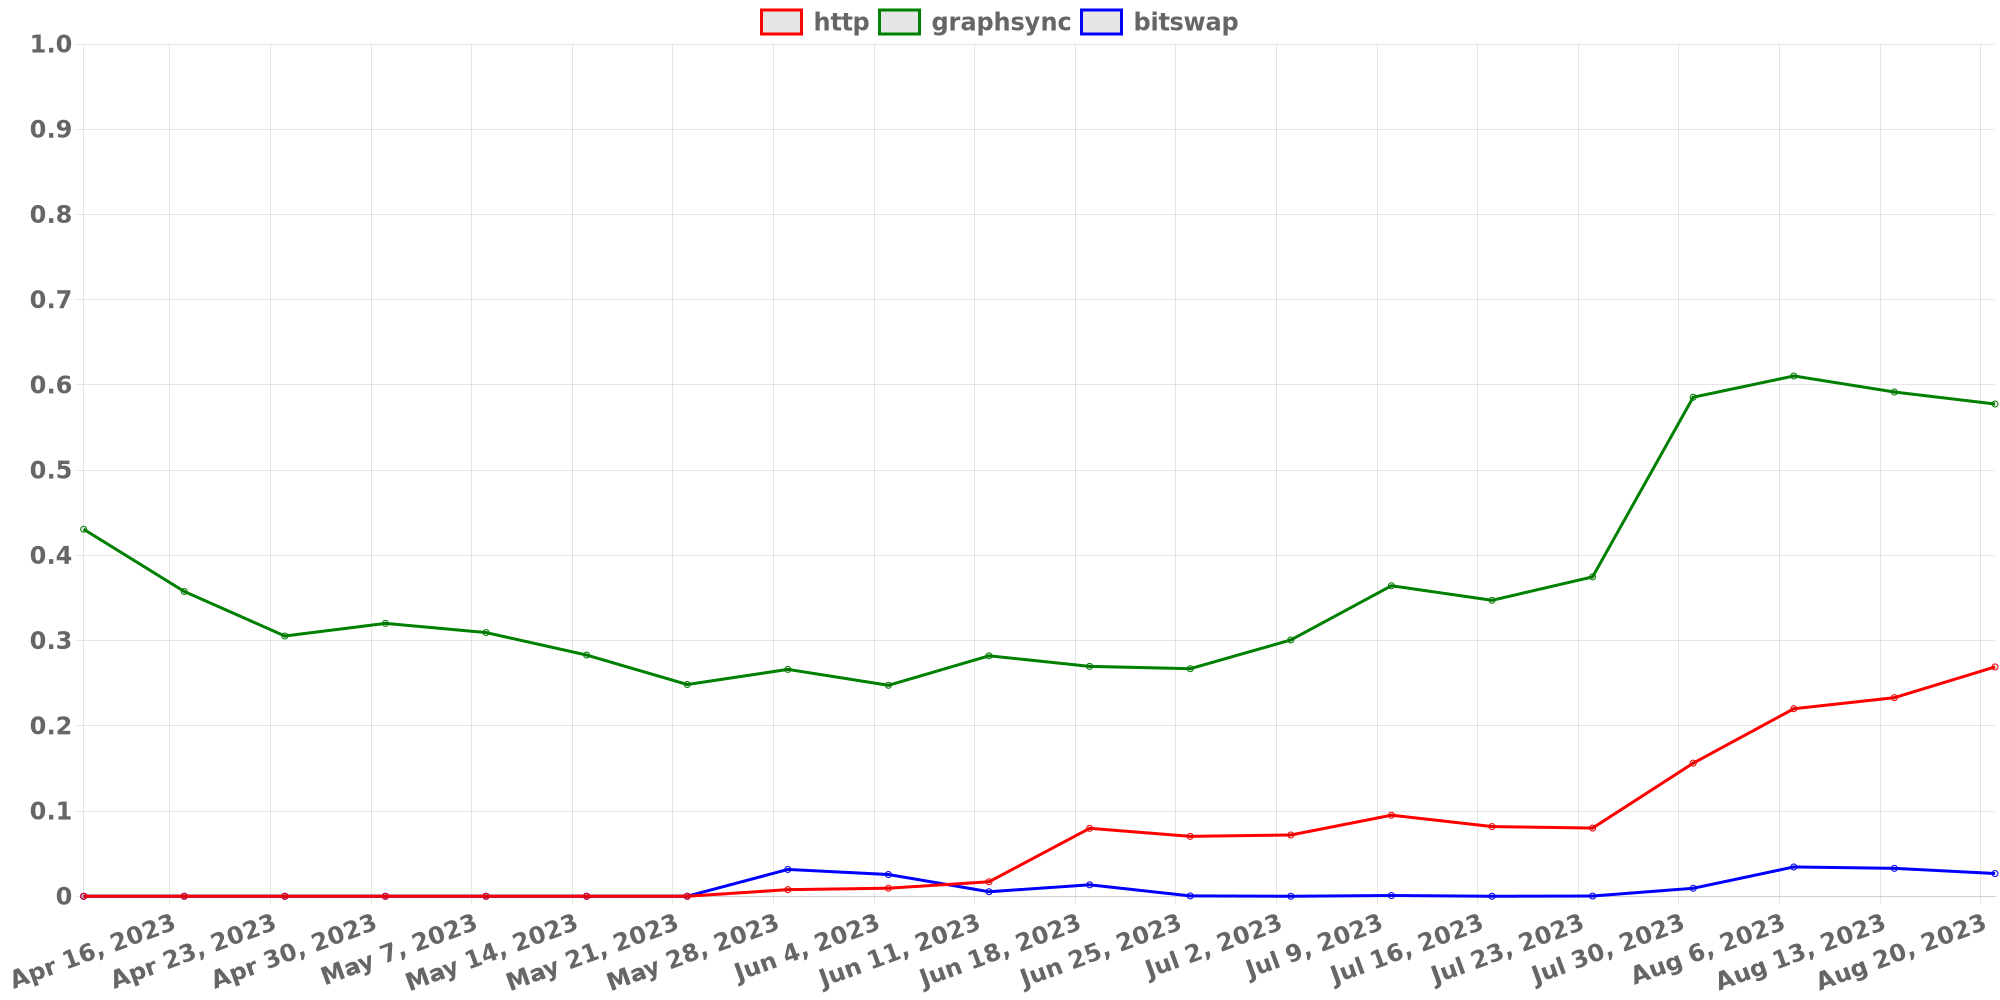 http graphsync bitswap
1.0
0.9
0.8
0.7
0.6
0.5
0.4
0.3
0.2
0.1
0
Apr 16, 2023
Apr 23, 2023
Apr 30, 2023
May 7, 2023
May 14, 2023
May 21, 2023
May 28, 2023
Jun 4, 2023
Jun 11, 2023
Jun 18, 2023
Jun 25, 2023
Jul 2, 2023
Jul 9, 2023
Jul 16, 2023
Jul 23, 2023
Jul 30, 2023
Aug 6, 2023
Aug 13, 2023
Aug 20, 2023